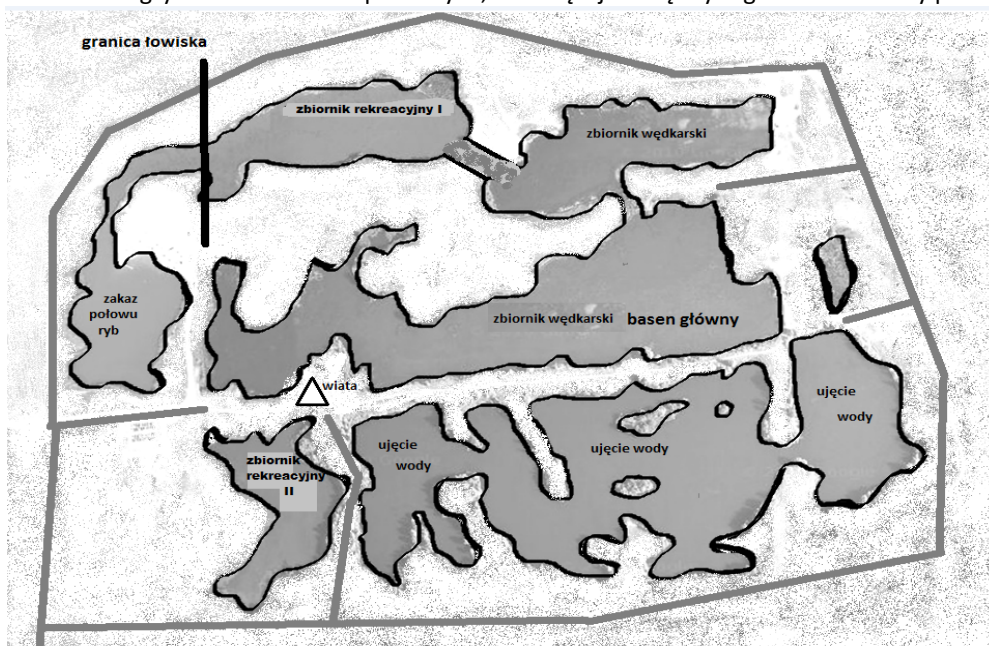 granica łowiska
zbiornik rekreacyjny I
zbiornik wędkarski
zakaz
połowu
ryb
zbiornik wędkarski basen główny
wiata
ujęcie
wody
zbiornik
rekreacyjny
II
ujęcie
wody
ujęcie wody